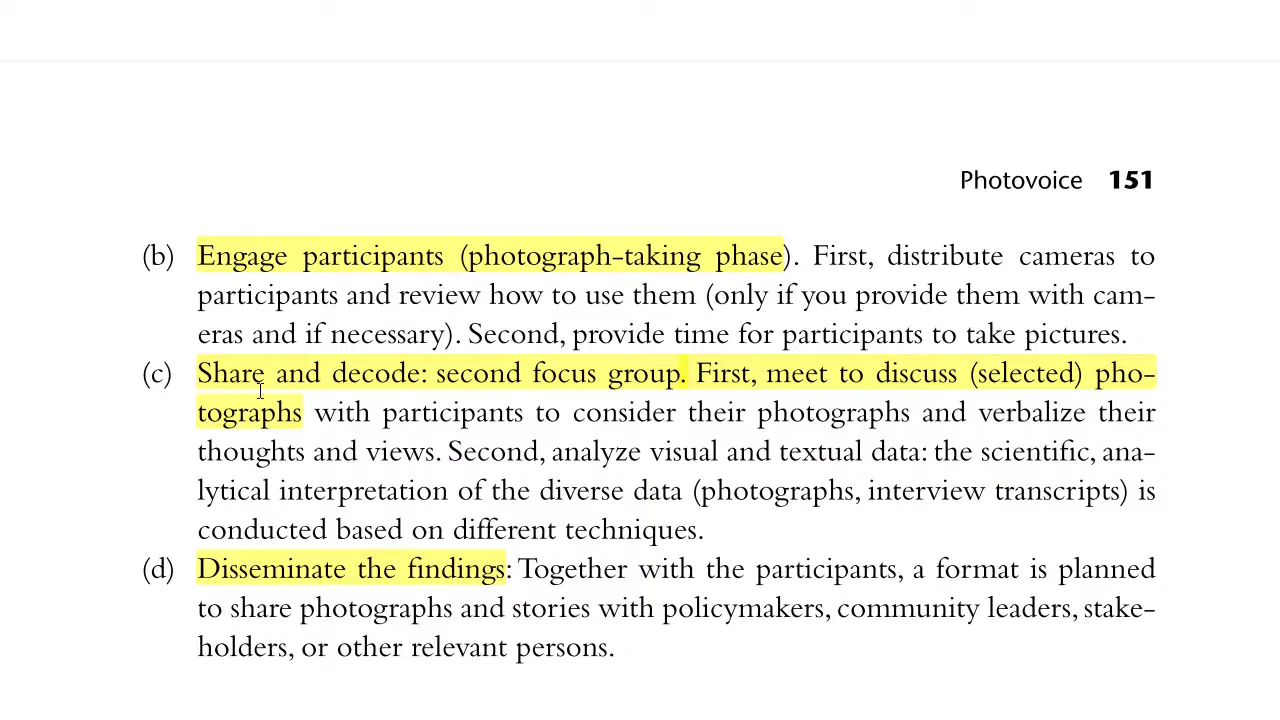 Photovoice 151
(b) Engage participants (photograph-taking phase). First, distribute cameras to
participants and review how to use them (only if you provide them with cam-
eras and if necessary). Second, provide time for participants to take pictures.
(c) Share and decode: second focus group. First, meet to discuss (selected) pho-
tographs with participants to consider their photographs and verbalize their
thoughts and views. Second, analyze visual and textual data: the scientific, ana-
lytical interpretation of the diverse data (photographs, interview transcripts) is
conducted based on different techniques.
(d) Disseminate the findings: Together with the participants, a format is planned
to share photographs and stories with policymakers, community leaders, stake-
holders, or other relevant persons.